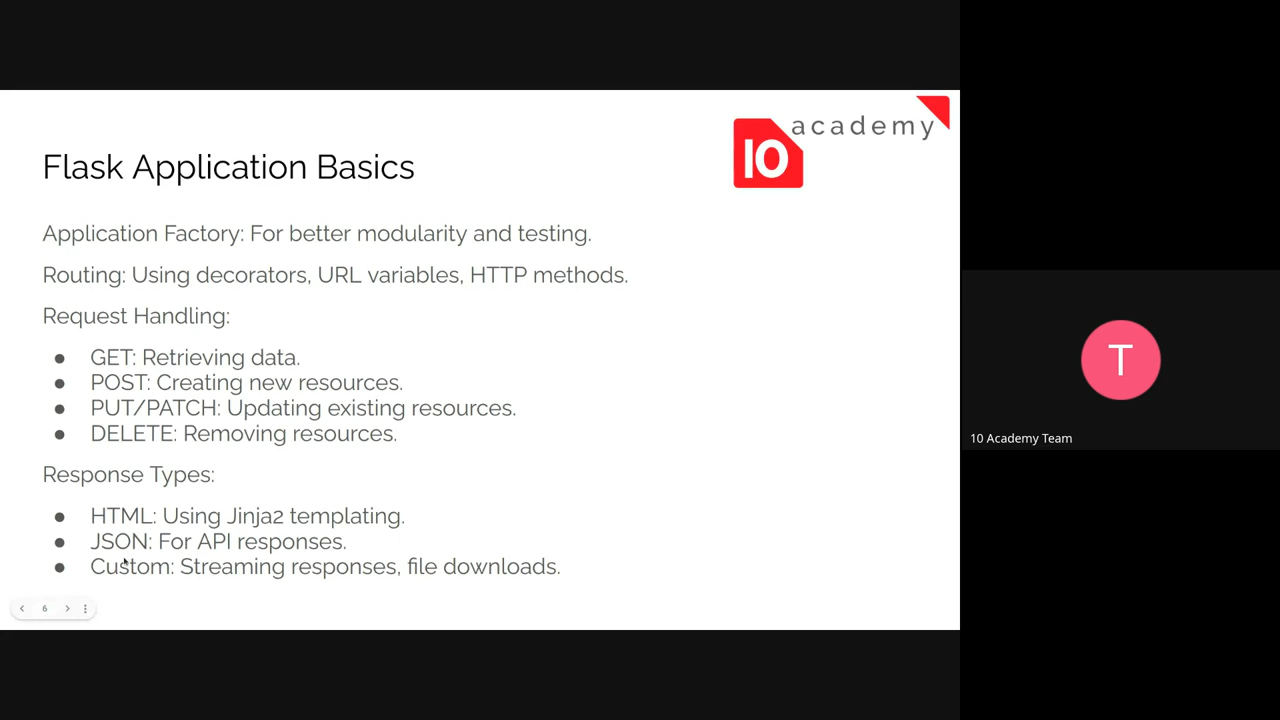 10 academy
Flask Application Basics
Application Factory: For better modularity and testing.
Routing: Using decorators, URL variables, HTTP methods.
Request Handling:
● GET: Retrieving data.
● POST: Creating new resources.
● PUT/PATCH: Updating existing resources.
● DELETE: Removing resources.
Response Types:
● HTML: Using Jinja2 templating.
● JSON: For API responses.
● Custom: Streaming responses, file downloads.
6
T
10 Academy Team